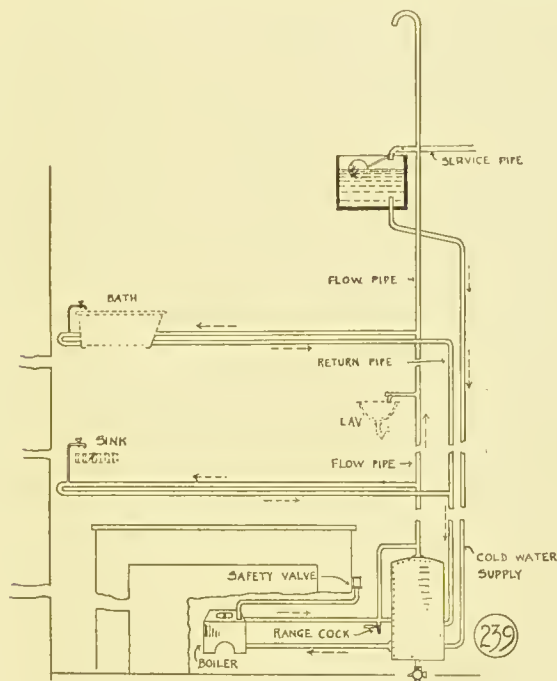 SERVICE PIPE
FLOW PIPE
BATH
RETURN PIPE
LAV
SINK
FLOW PIPE
COLD WATER
SUPPLY
SAFETY VALVE
RANGE COCK
239
BOILER